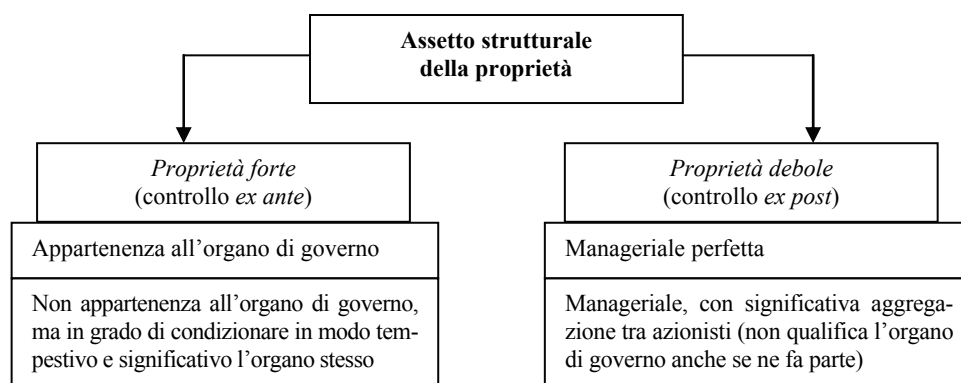 Assetto strutturale
della proprietà
Proprietà forte
(controllo ex ante)
Appartenenza all’organo di governo
Non appartenenza all’organo di governo,
ma in grado di condizionare in modo tem-
pestivo e significativo l’organo stesso
Proprietà debole
(controllo ex post)
Manageriale perfetta
Manageriale, con significativa aggrega-
zione tra azionisti (non qualifica l’organo
di governo anche se ne fa parte)